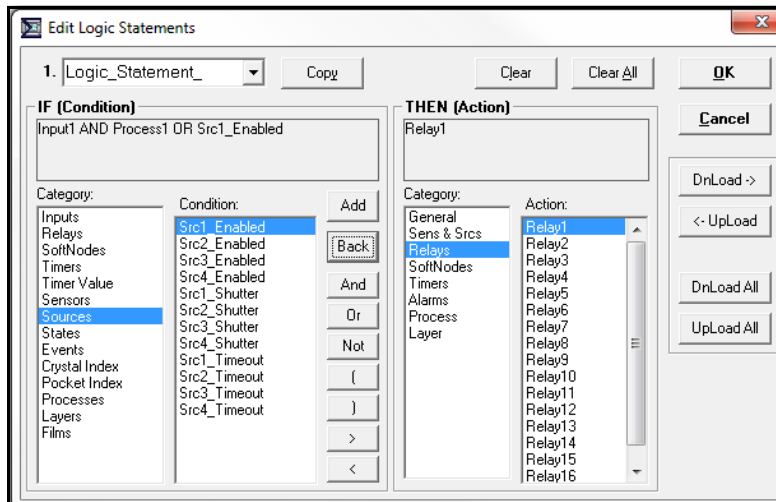 Edit Logic Statements
1. Logic_Statement_
Copy
Clear
Clear All
OK
Cancel
IF (Condition)
Input1 AND Process1 OR Src1_Enabled
Category:
Inputs
Relays
SoftNodes
Timers
Timer Value
Sensors
Sources
States
Events
Crystal Index
Pocket Index
Processes
Layers
Films
Condition:
Src1_Enabled
Src2_Enabled
Src3_Enabled
Src4_Enabled
Src1_Shutter
Src2_Shutter
Src3_Shutter
Src4_Shutter
Src1_Timeout
Src2_Timeout
Src3_Timeout
Src4_Timeout
Add
Back
And
Or
Not
(
)
>
<
THEN (Action)
Relay1
Category:
General
Sens & Srcs
Relays
SoftNodes
Timers
Alarms
Process
Layer
Action:
Relay1
Relay2
Relay3
Relay4
Relay5
Relay6
Relay7
Relay8
Relay9
Relay10
Relay11
Relay12
Relay13
Relay14
Relay15
Relay16
DnLoad ->
<- UpLoad
DnLoad All
UpLoad All